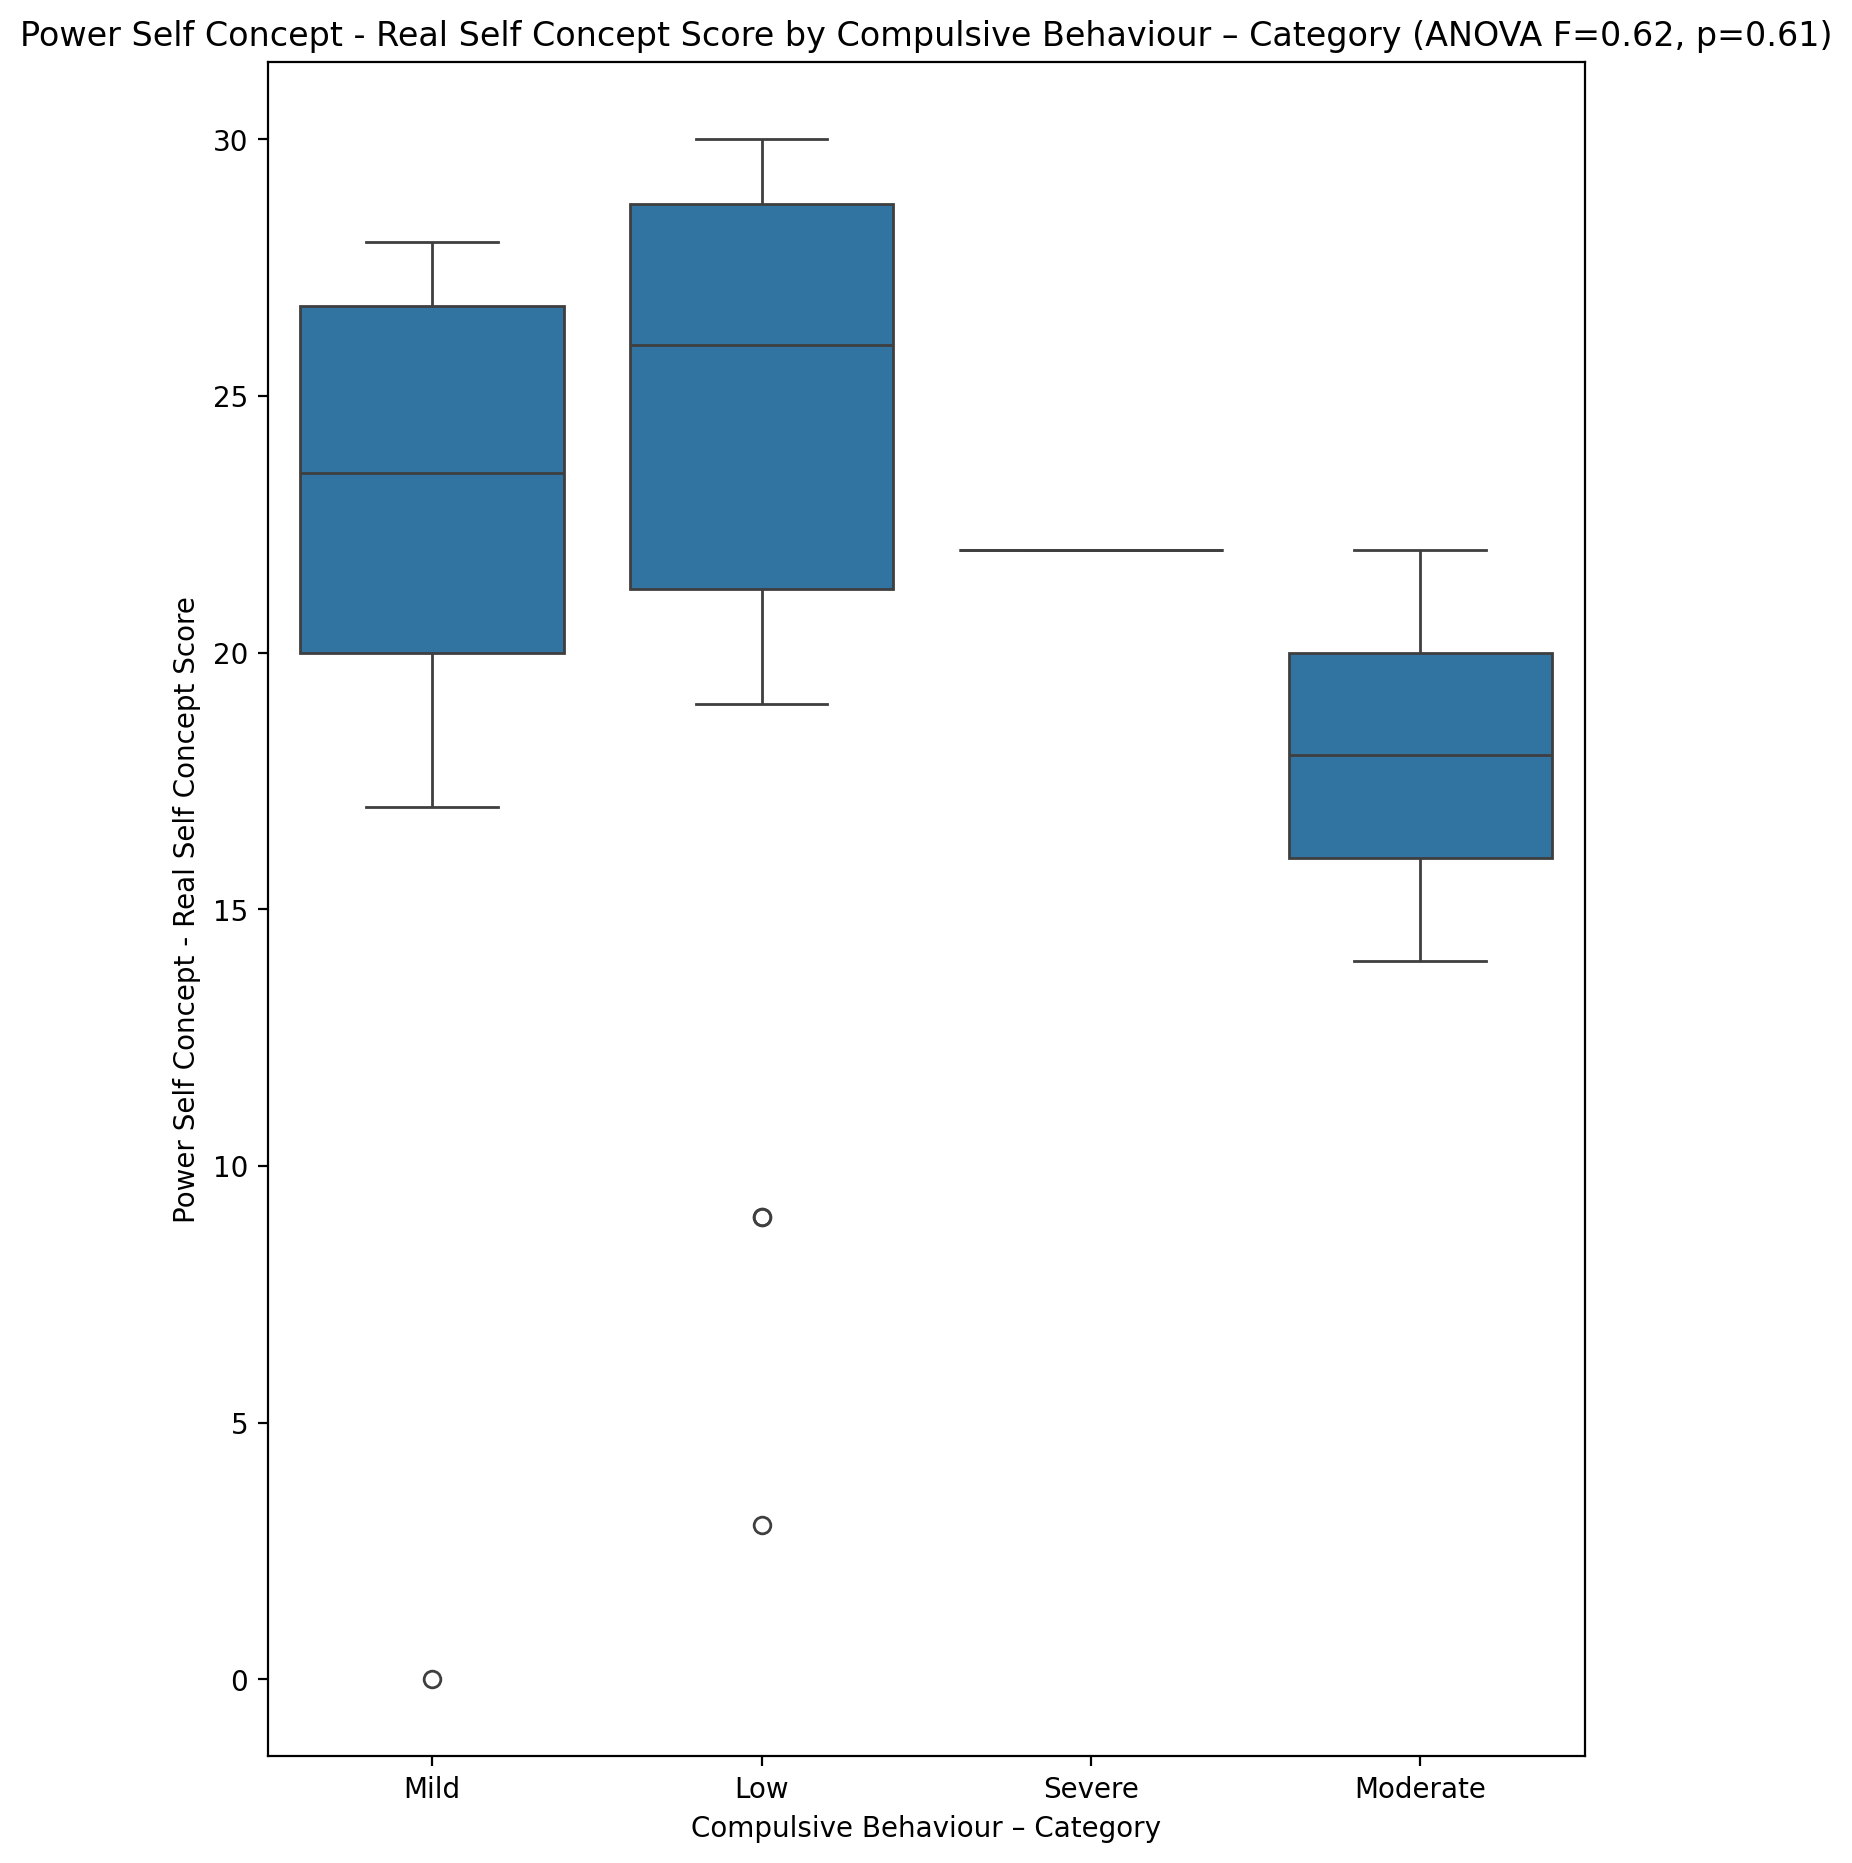 Power Self Concept - Real Self Concept Score by Compulsive Behaviour – Category (ANOVA F=0.62, p=0.61)
Power Self Concept - Real Self Concept Score
30
25
20
15
10
5
0
Mild Low Severe Moderate
Compulsive Behaviour – Category